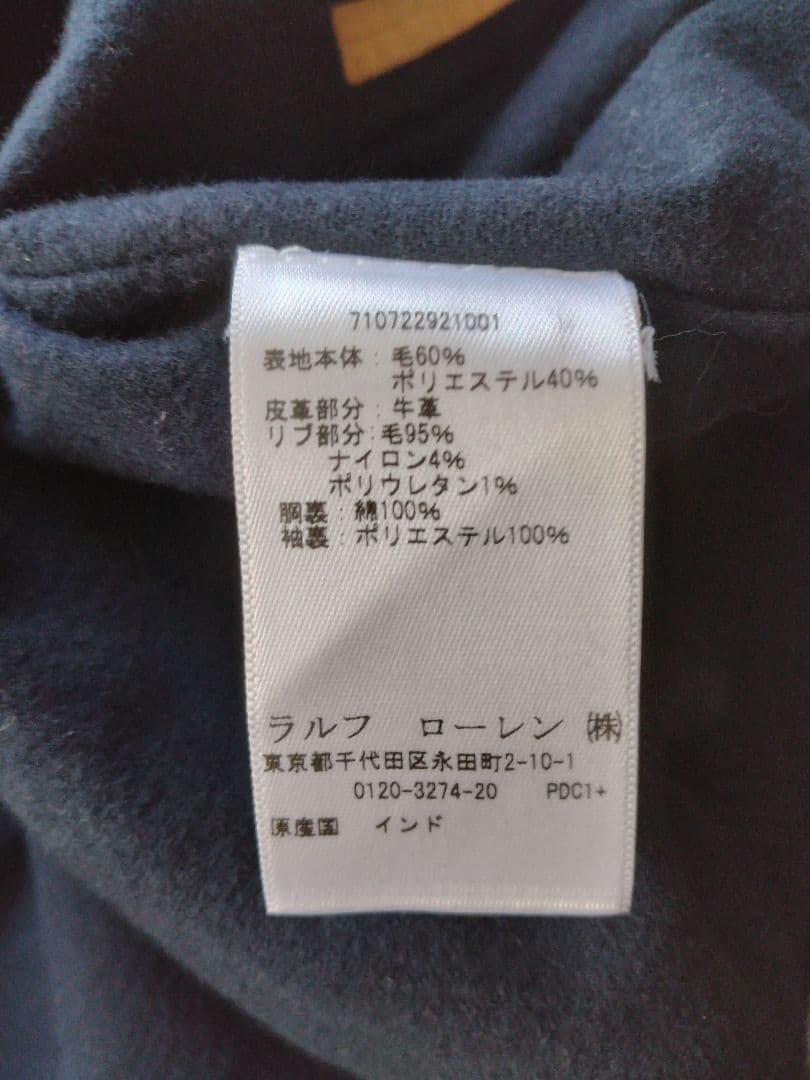 710722921001
表地本体：毛60%
ポリエステル40%
皮革部分：牛革
リブ部分：毛95%
ナイロン4%
ポリウレタン1%
胴裏：綿100%
袖裏：ポリエステル100%
ラルフ　ローレン ㈱
東京都千代田区永田町2-10-1
0120-3274-20 PDC1+
原産国　インド